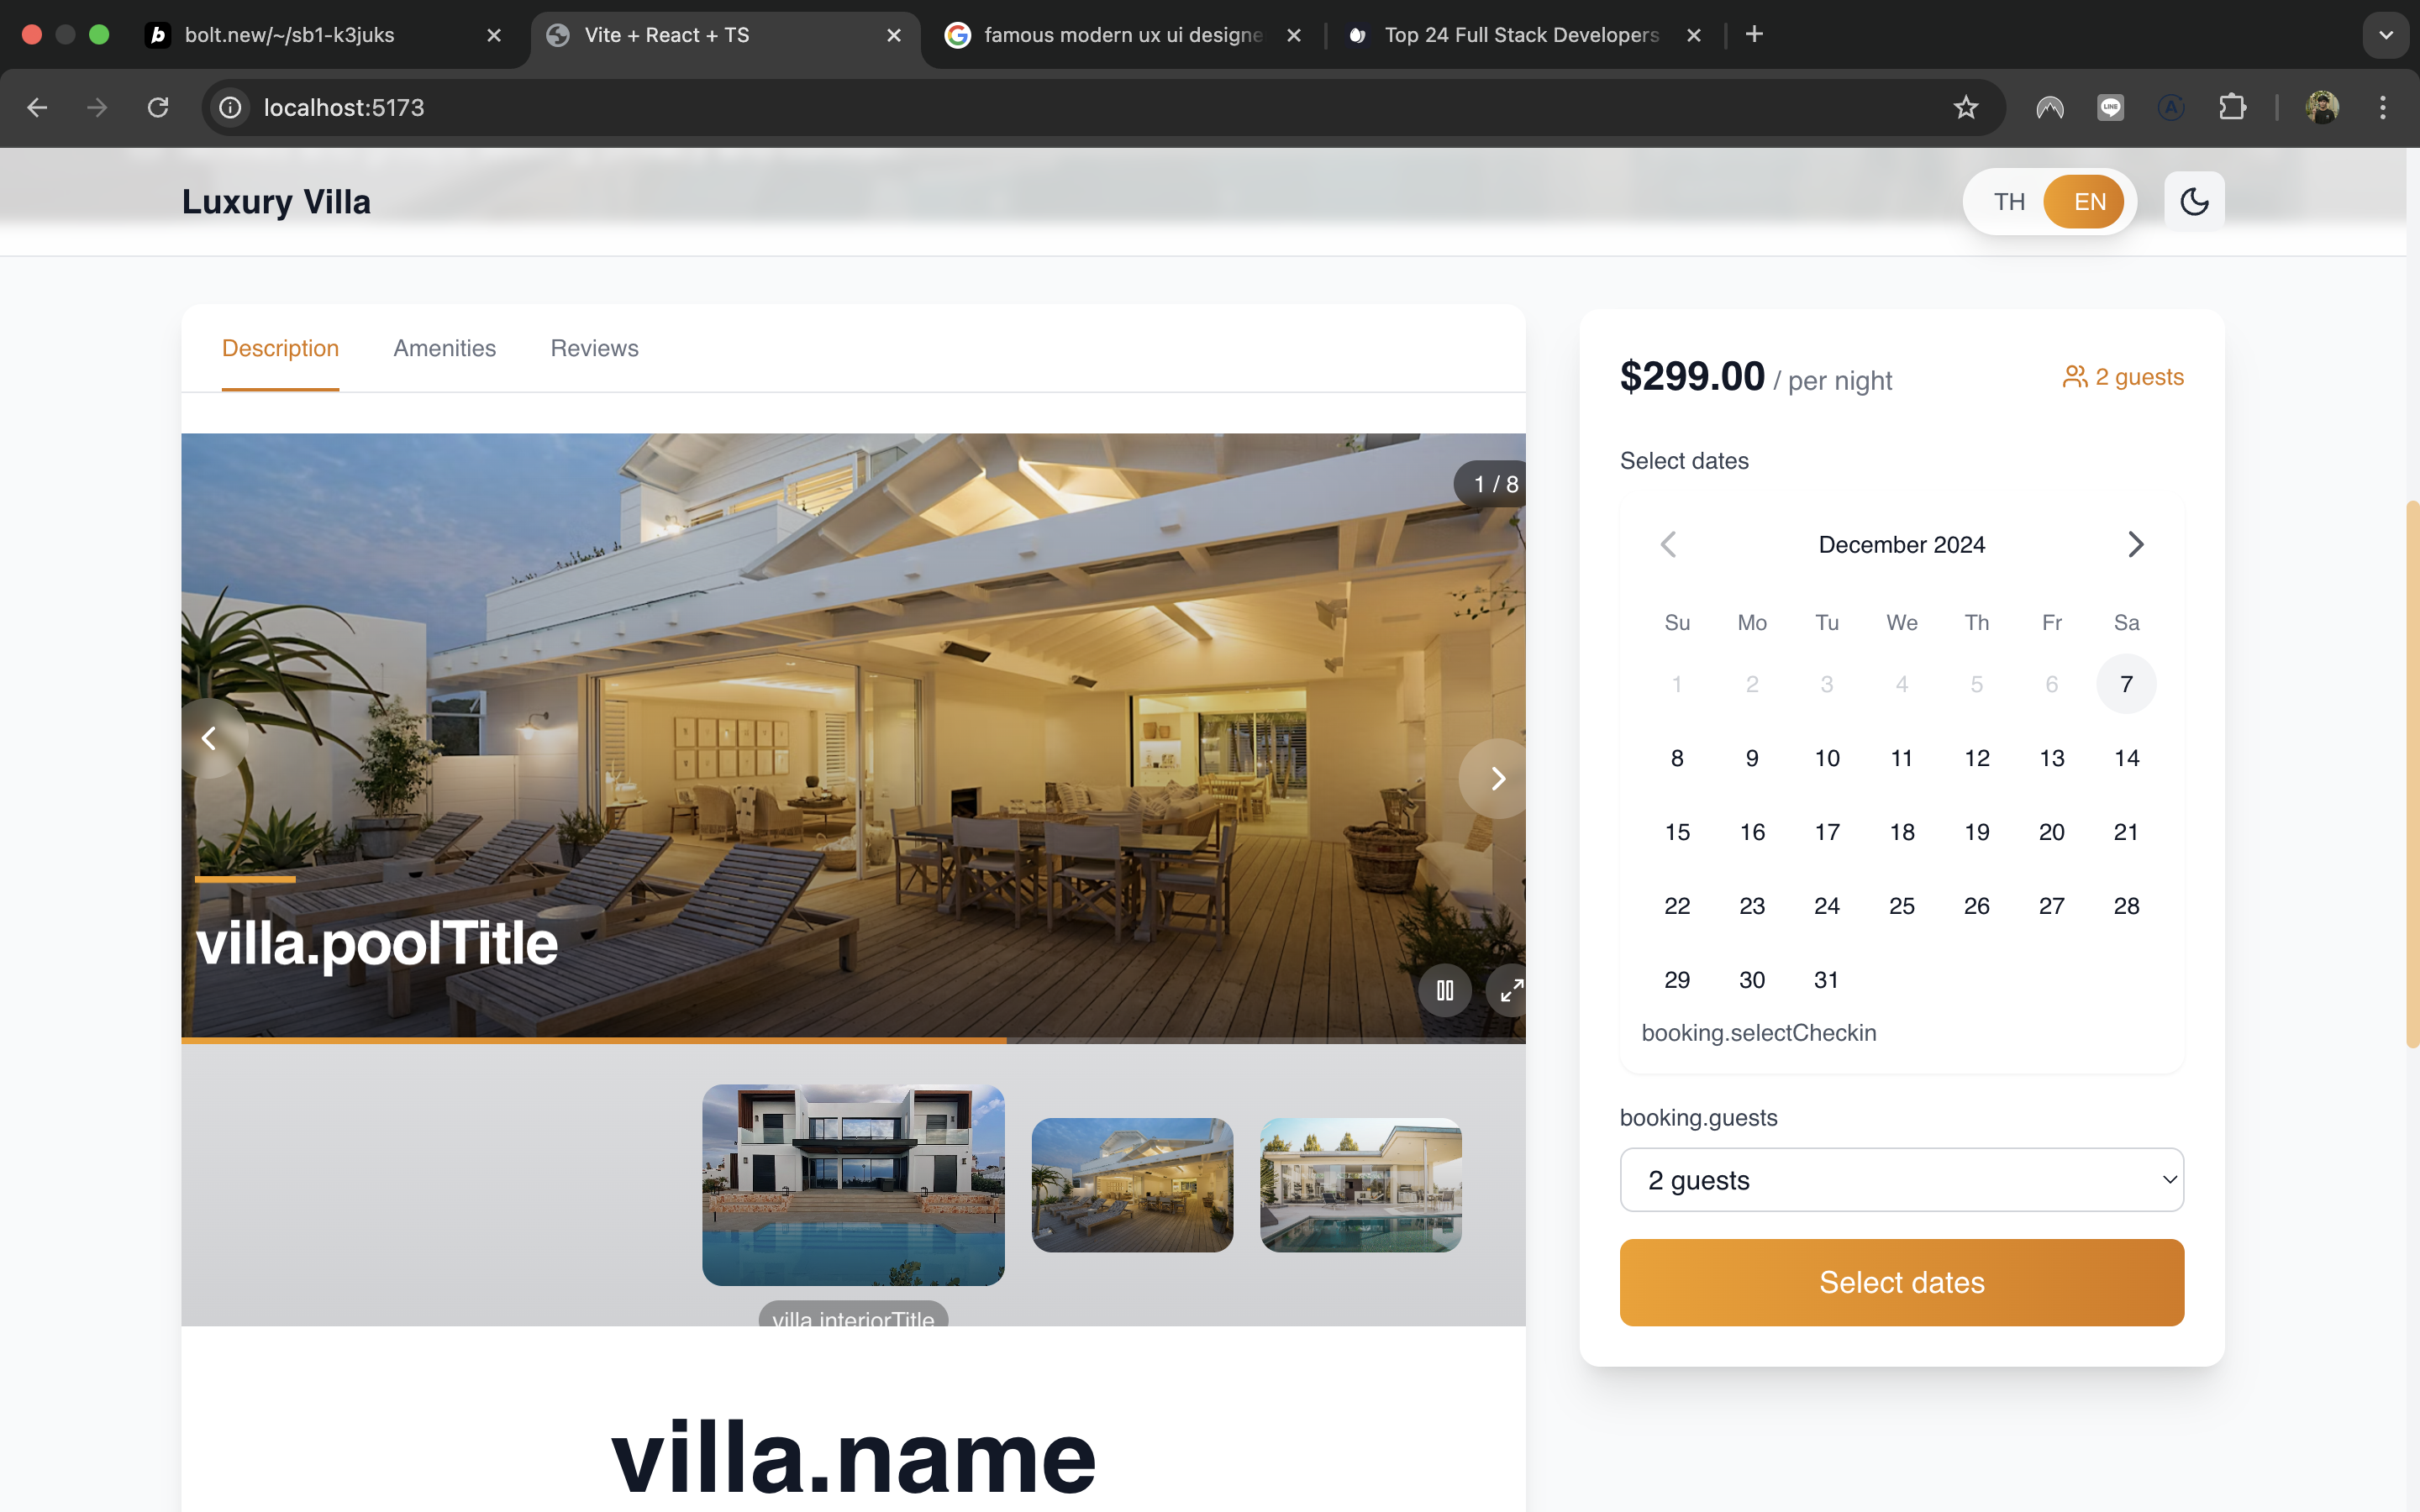 bolt.new/~/sb1-k3juks
Vite + React + TS
famous modern ux ui designe
Top 24 Full Stack Developers
localhost:5173
LINE
A
Luxury Villa
TH
EN
Description
Amenities
Reviews
1 / 8
villa.poolTitle
villa.interiorTitle
villa.name
$299.00 / per night
2 guests
Select dates
December 2024
Su Mo Tu We Th Fr Sa
1 2 3 4 5 6 7
8 9 10 11 12 13 14
15 16 17 18 19 20 21
22 23 24 25 26 27 28
29 30 31
booking.selectCheckin
booking.guests
2 guests
Select dates